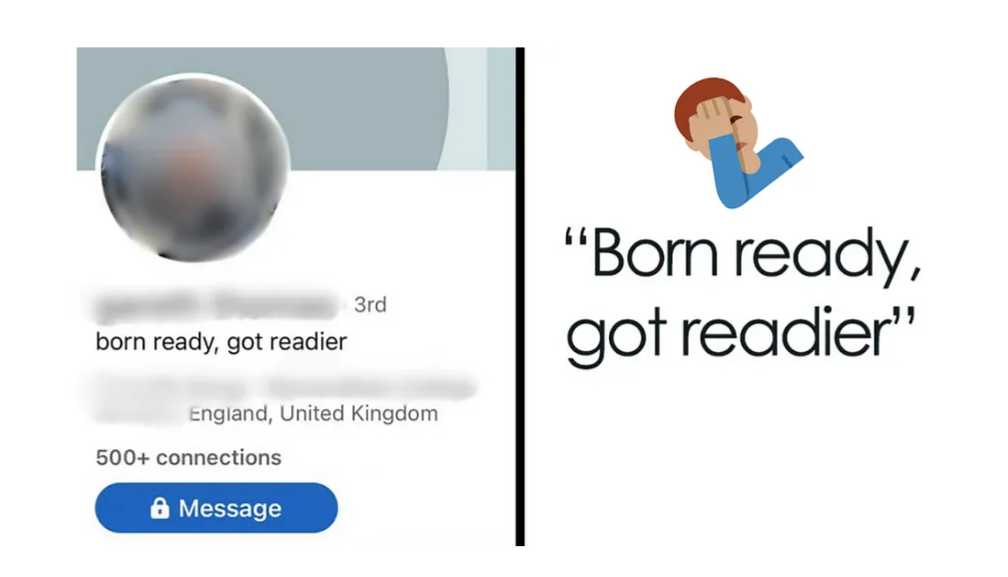 3rd
born ready, got readier
England, United Kingdom
500+ connections
Message
“Born ready,
got readier”